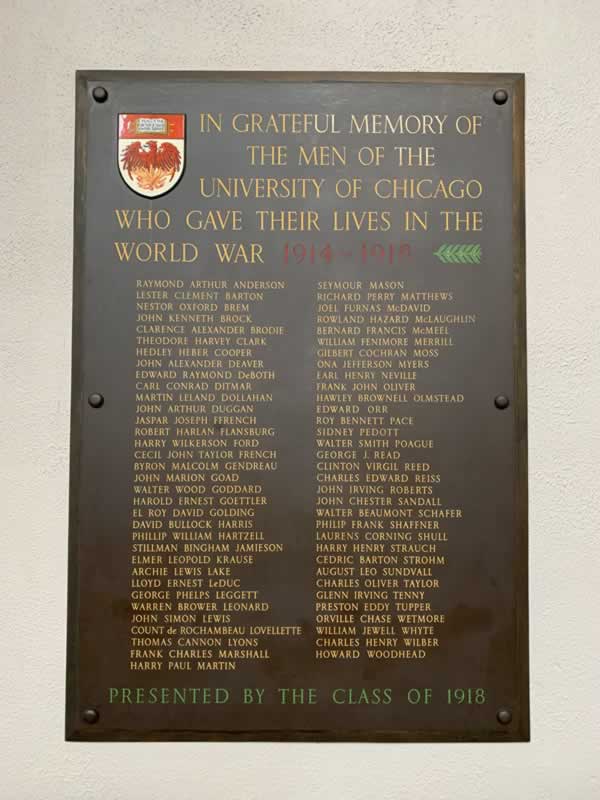 IN GRATEFUL MEMORY OF
THE MEN OF THE
UNIVERSITY OF CHICAGO
WHO GAVE THEIR LIVES IN THE
WORLD WAR 1914-1918
RAYMOND ARTHUR ANDERSON
LESTER CLEMENT BARTON
NESTOR OXFORD BREM
JOHN KENNETH BROCK
CLARENCE ALEXANDER BRODIE
THEODORE HARVEY CLARK
HEDLEY HEBER COOPER
JOHN ALEXANDER DEAVER
EDWARD RAYMOND DeBOTH
CARL CONRAD DITMAR
MARTIN LELAND DOLLAHAN
JOHN ARTHUR DUGGAN
JASPAR JOSEPH FFRENCH
ROBERT HARLAN FLANSBURG
HARRY WILKERSON FORD
CECIL JOHN TAYLOR FRENCH
BYRON MALCOLM GENDREAU
JOHN MARION GOAD
WALTER WOOD GODDARD
HAROLD ERNEST GOETTLER
EL ROY DAVID GOLDING
DAVID BULLOCK HARRIS
PHILLIP WILLIAM HARTZELL
STILLMAN BINGHAM JAMIESON
ELMER LEOPOLD KRAUSE
ARCHIE LEWIS LAKE
LLOYD ERNEST LeDUC
GEORGE PHELPS LEGGETT
WARREN BROWER LEONARD
JOHN SIMON LEWIS
COUNT de ROCHAMBEAU LOVELLETTE
THOMAS CANNON LYONS
FRANK CHARLES MARSHALL
HARRY PAUL MARTIN
SEYMOUR MASON
RICHARD PERRY MATTHEWS
JOEL FURNAS McDAVID
ROWLAND HAZARD McLAUGHLIN
BERNARD FRANCIS McMEEL
WILLIAM FENIMORE MERRILL
GILBERT COCHRAN MOSS
ONA JEFFERSON MYERS
EARL HENRY NEVILLE
FRANK JOHN OLIVER
HAWLEY BROWNELL OLMSTEAD
EDWARD ORR
ROY BENNETT PACE
SIDNEY PEDOTT
WALTER SMITH POAGUE
GEORGE J. READ
CLINTON VIRGIL REED
CHARLES EDWARD REISS
JOHN IRVING ROBERTS
JOHN CHESTER SANDALL
WALTER BEAUMONT SCHAFER
PHILIP FRANK SHAFFNER
LAURENS CORNING SHULL
HARRY HENRY STRAUCH
CEDRIC BARTON STROHM
AUGUST LEO SUNDVALL
CHARLES OLIVER TAYLOR
GLENN IRVING TENNY
PRESTON EDDY TUPPER
ORVILLE CHASE WETMORE
WILLIAM JEWELL WHYTE
CHARLES HENRY WILBER
HOWARD WOODHEAD
PRESENTED BY THE CLASS OF 1918